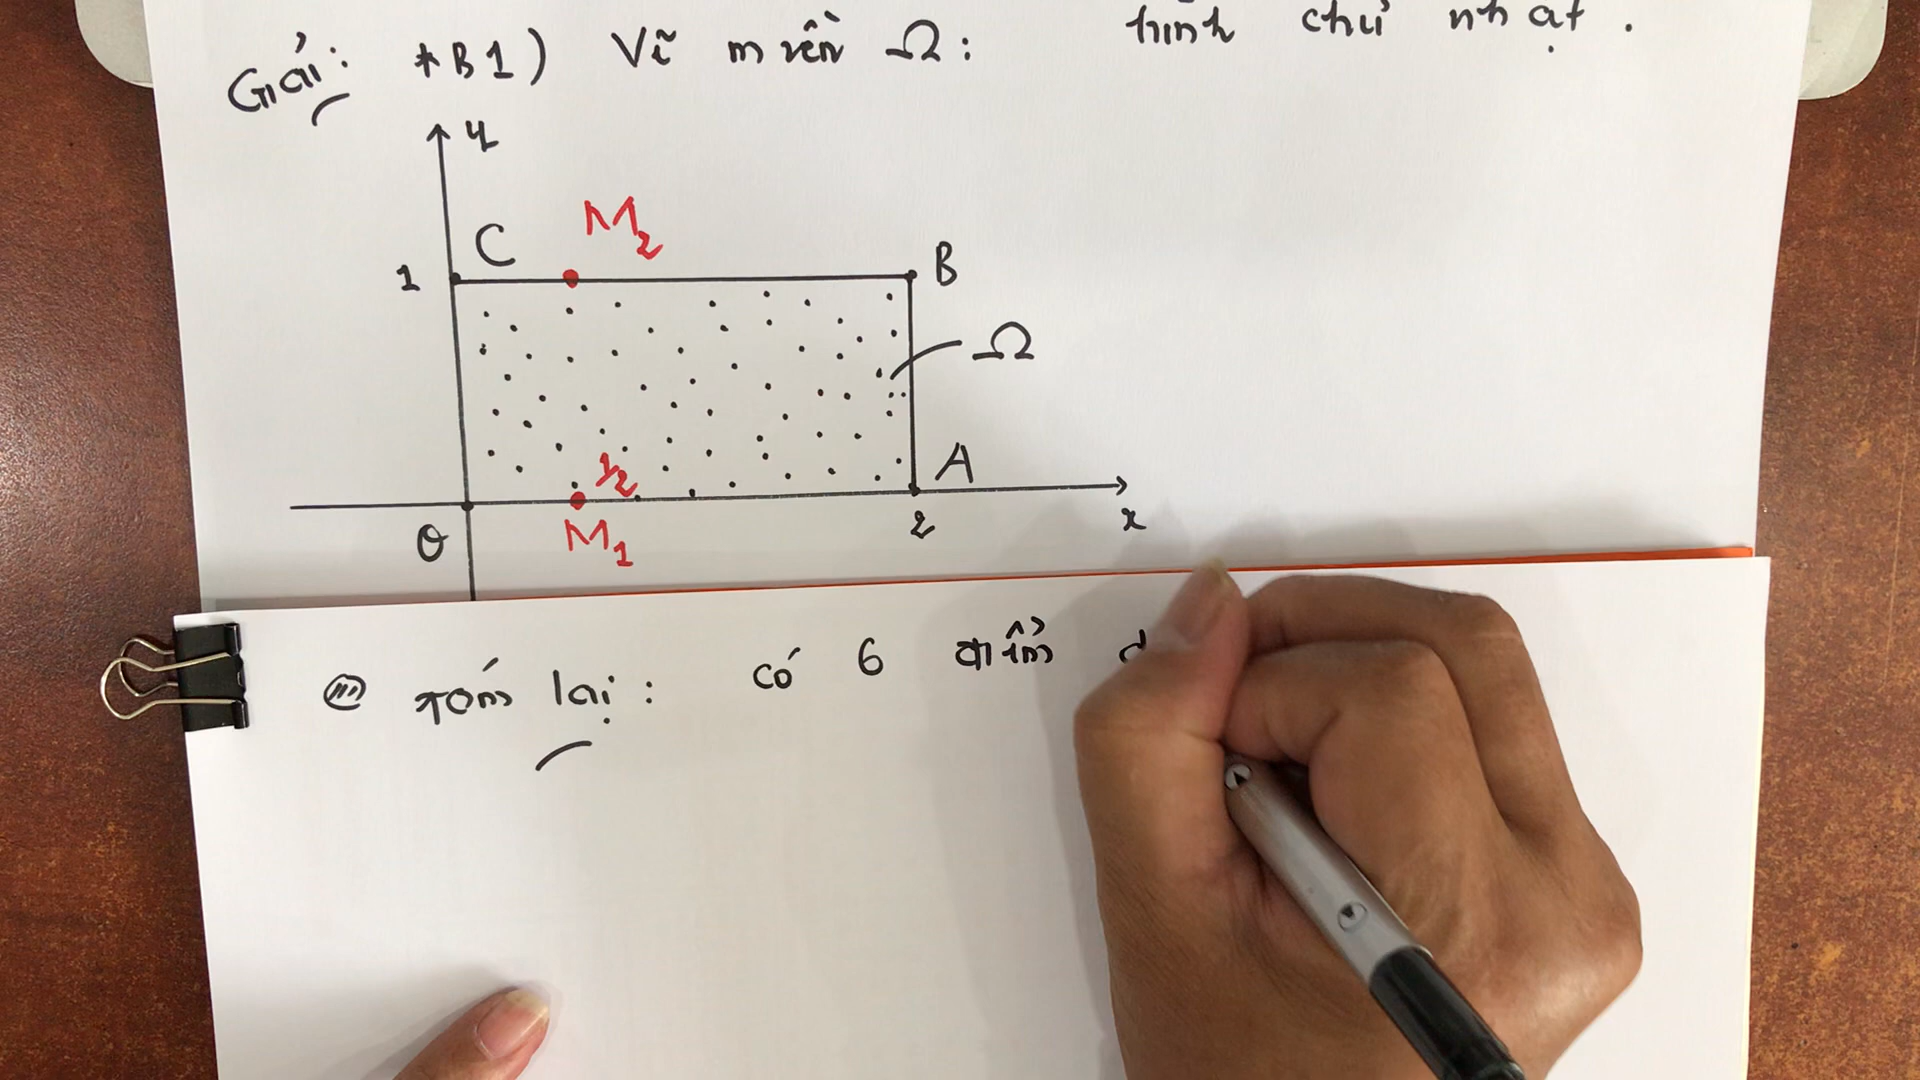 hình chữ nhật.
Giải: *B1) Vẽ miền Ω:
y
C M2
1 B
Ω
1/2 A
O M1 2 x
Tóm lại: có 6 điểm